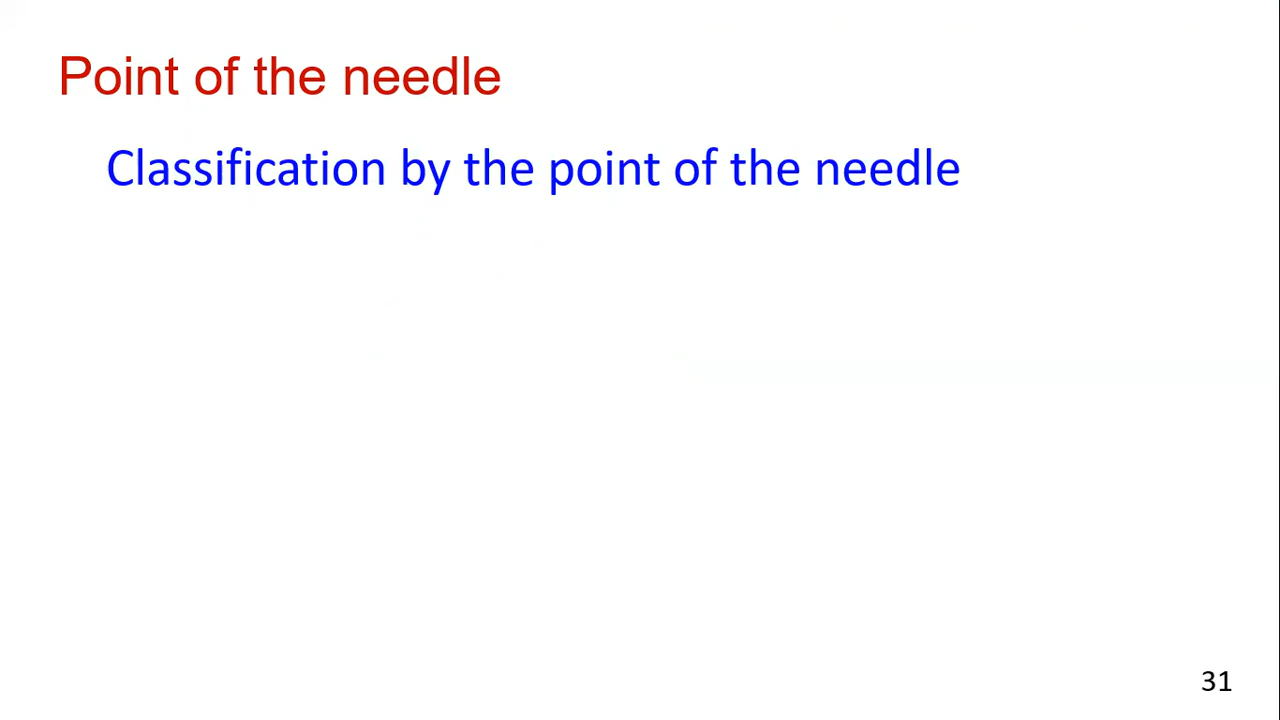 Point of the needle
Classification by the point of the needle
31